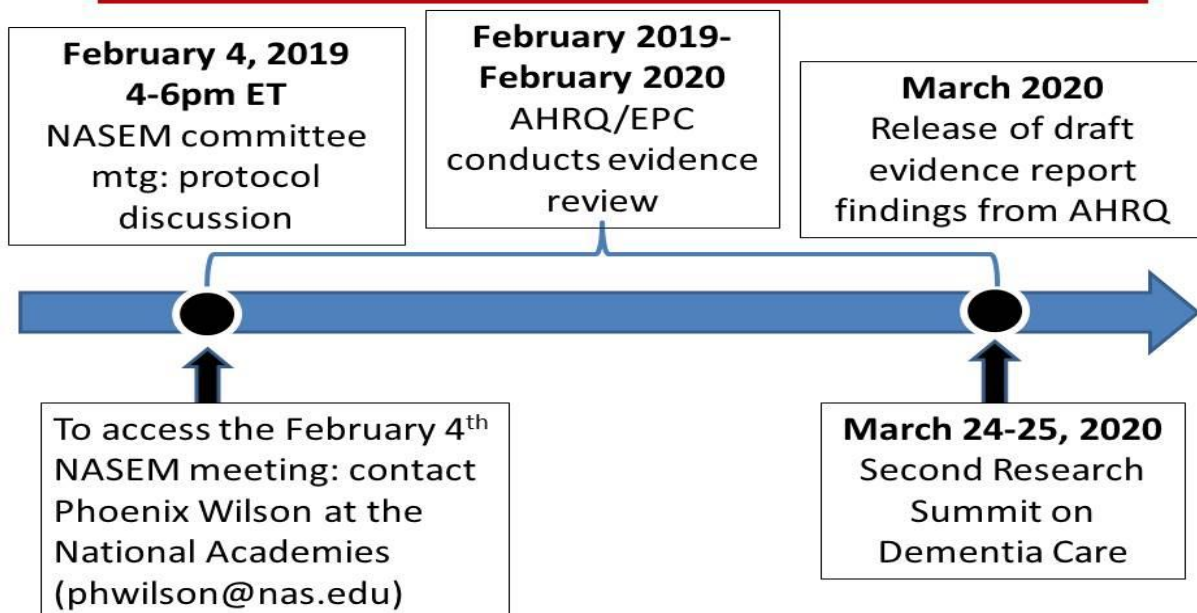 February 4, 2019
4-6pm ET
NASEM committee
mtg: protocol
discussion
February 2019-
February 2020
AHRQ/EPC
conducts evidence
review
March 2020
Release of draft
evidence report
findings from AHRQ
To access the February 4th
NASEM meeting: contact
Phoenix Wilson at the
National Academies
(phwilson@nas.edu)
March 24-25, 2020
Second Research
Summit on
Dementia Care